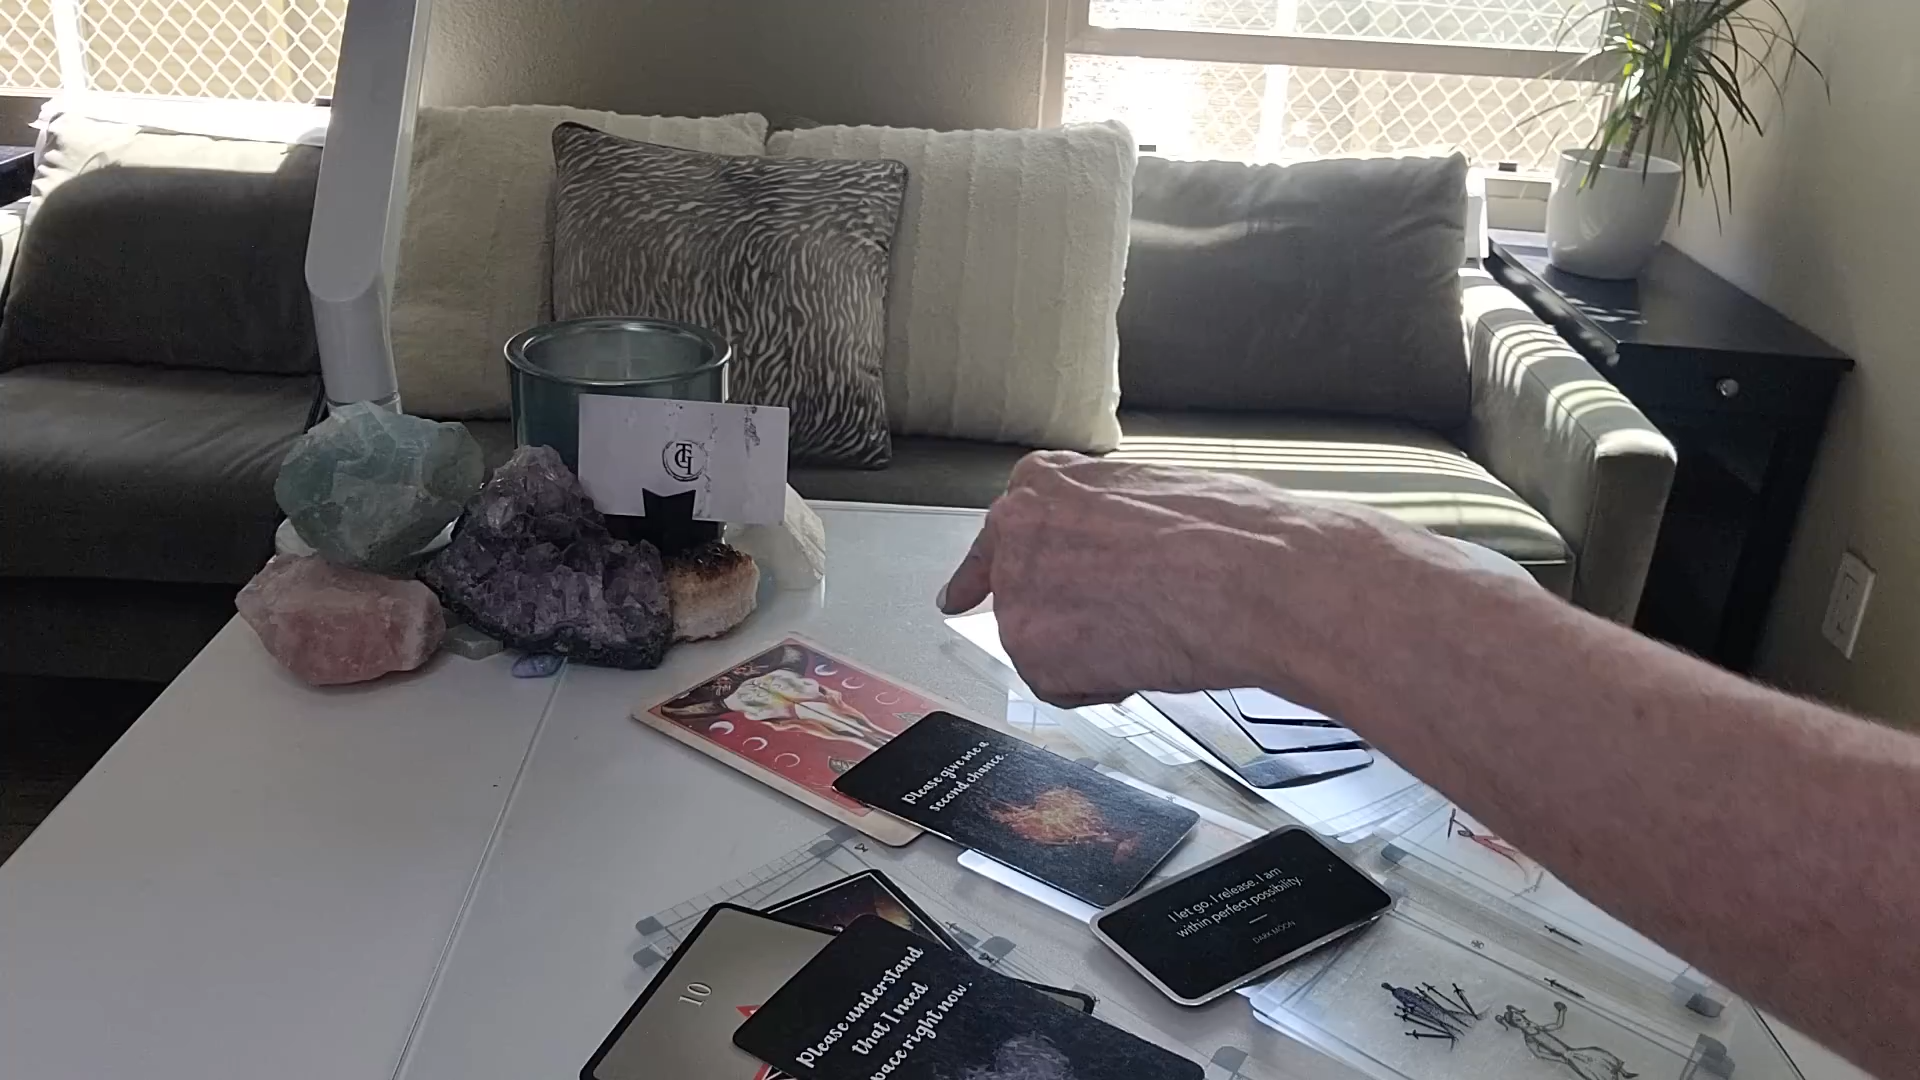 TCI
Please give me a
second chance.
I let go. I release. I am
within perfect possibility.
DARK MOON
10
Please understand
that I need
space right now.